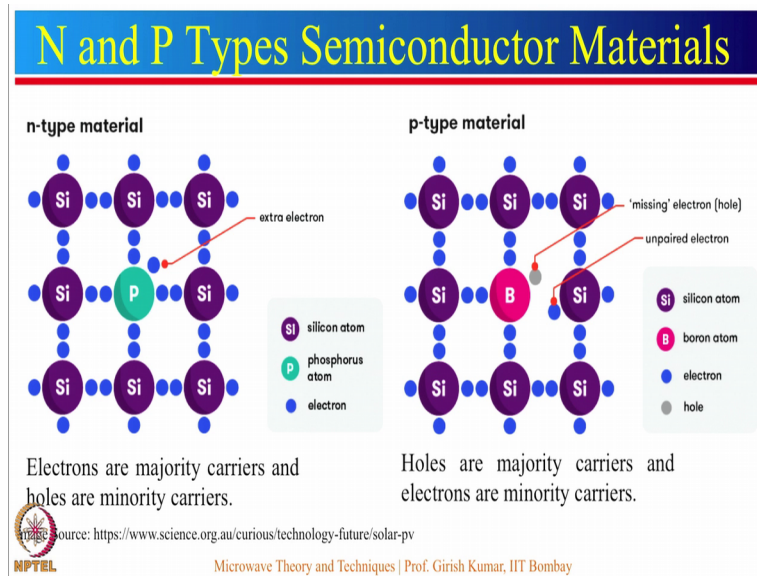 N and P Types Semiconductor Materials
n-type material
Si Si Si
extra electron
Si P Si
Si Si Si
SI silicon atom
P phosphorus
atom
electron
Electrons are majority carriers and
holes are minority carriers.
p-type material
Si Si Si
'missing' electron (hole)
unpaired electron
Si B Si
Si Si Si
Si silicon atom
B boron atom
electron
hole
Holes are majority carriers and
electrons are minority carriers.
Image Source: https://www.science.org.au/curious/technology-future/solar-pv
NPTEL
Microwave Theory and Techniques | Prof. Girish Kumar, IIT Bombay